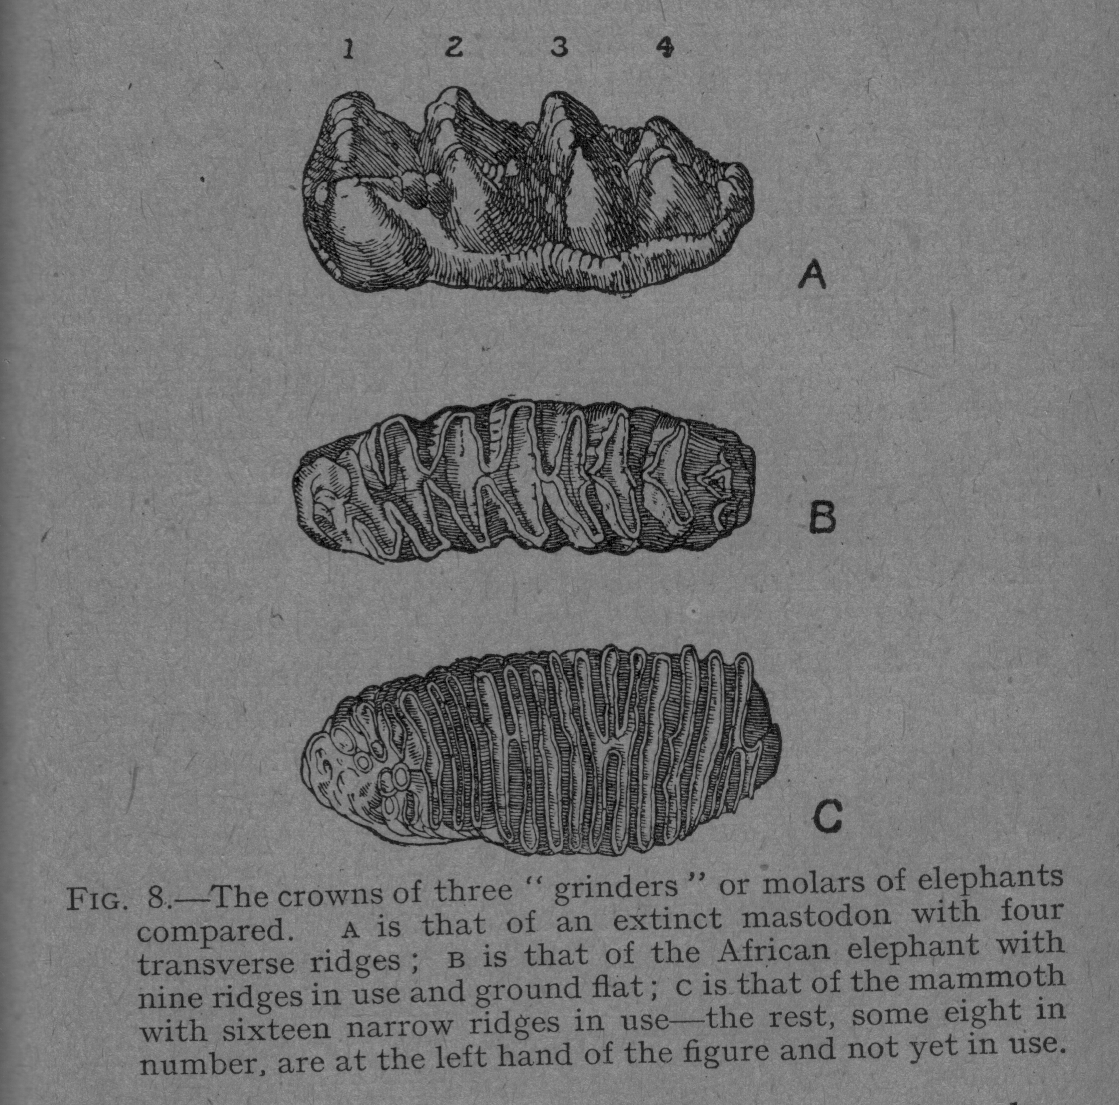 1 2 3 4
A
B
C
FIG. 8.—The crowns of three “ grinders ” or molars of elephants
compared. A is that of an extinct mastodon with four
transverse ridges ; B is that of the African elephant with
nine ridges in use and ground flat ; C is that of the mammoth
with sixteen narrow ridges in use—the rest, some eight in
number, are at the left hand of the figure and not yet in use.